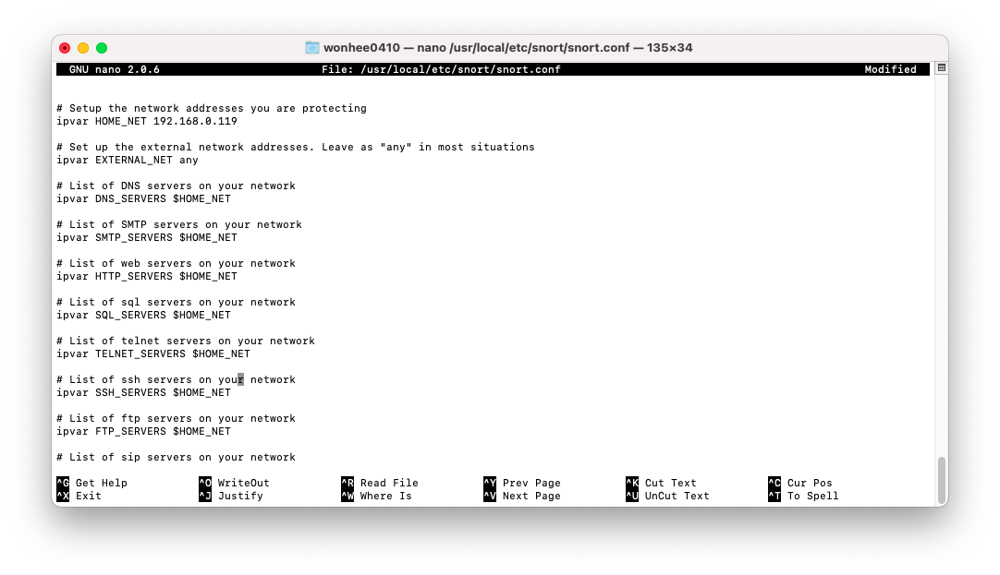 wonhee0410 — nano /usr/local/etc/snort/snort.conf — 135×34
GNU nano 2.0.6 File: /usr/local/etc/snort/snort.conf Modified
# Setup the network addresses you are protecting
ipvar HOME_NET 192.168.0.119
# Set up the external network addresses. Leave as "any" in most situations
ipvar EXTERNAL_NET any
# List of DNS servers on your network
ipvar DNS_SERVERS $HOME_NET
# List of SMTP servers on your network
ipvar SMTP_SERVERS $HOME_NET
# List of web servers on your network
ipvar HTTP_SERVERS $HOME_NET
# List of sql servers on your network
ipvar SQL_SERVERS $HOME_NET
# List of telnet servers on your network
ipvar TELNET_SERVERS $HOME_NET
# List of ssh servers on your network
ipvar SSH_SERVERS $HOME_NET
# List of ftp servers on your network
ipvar FTP_SERVERS $HOME_NET
# List of sip servers on your network
^G Get Help ^O WriteOut ^R Read File ^Y Prev Page ^K Cut Text ^C Cur Pos
^X Exit ^J Justify ^W Where Is ^V Next Page ^U UnCut Text ^T To Spell